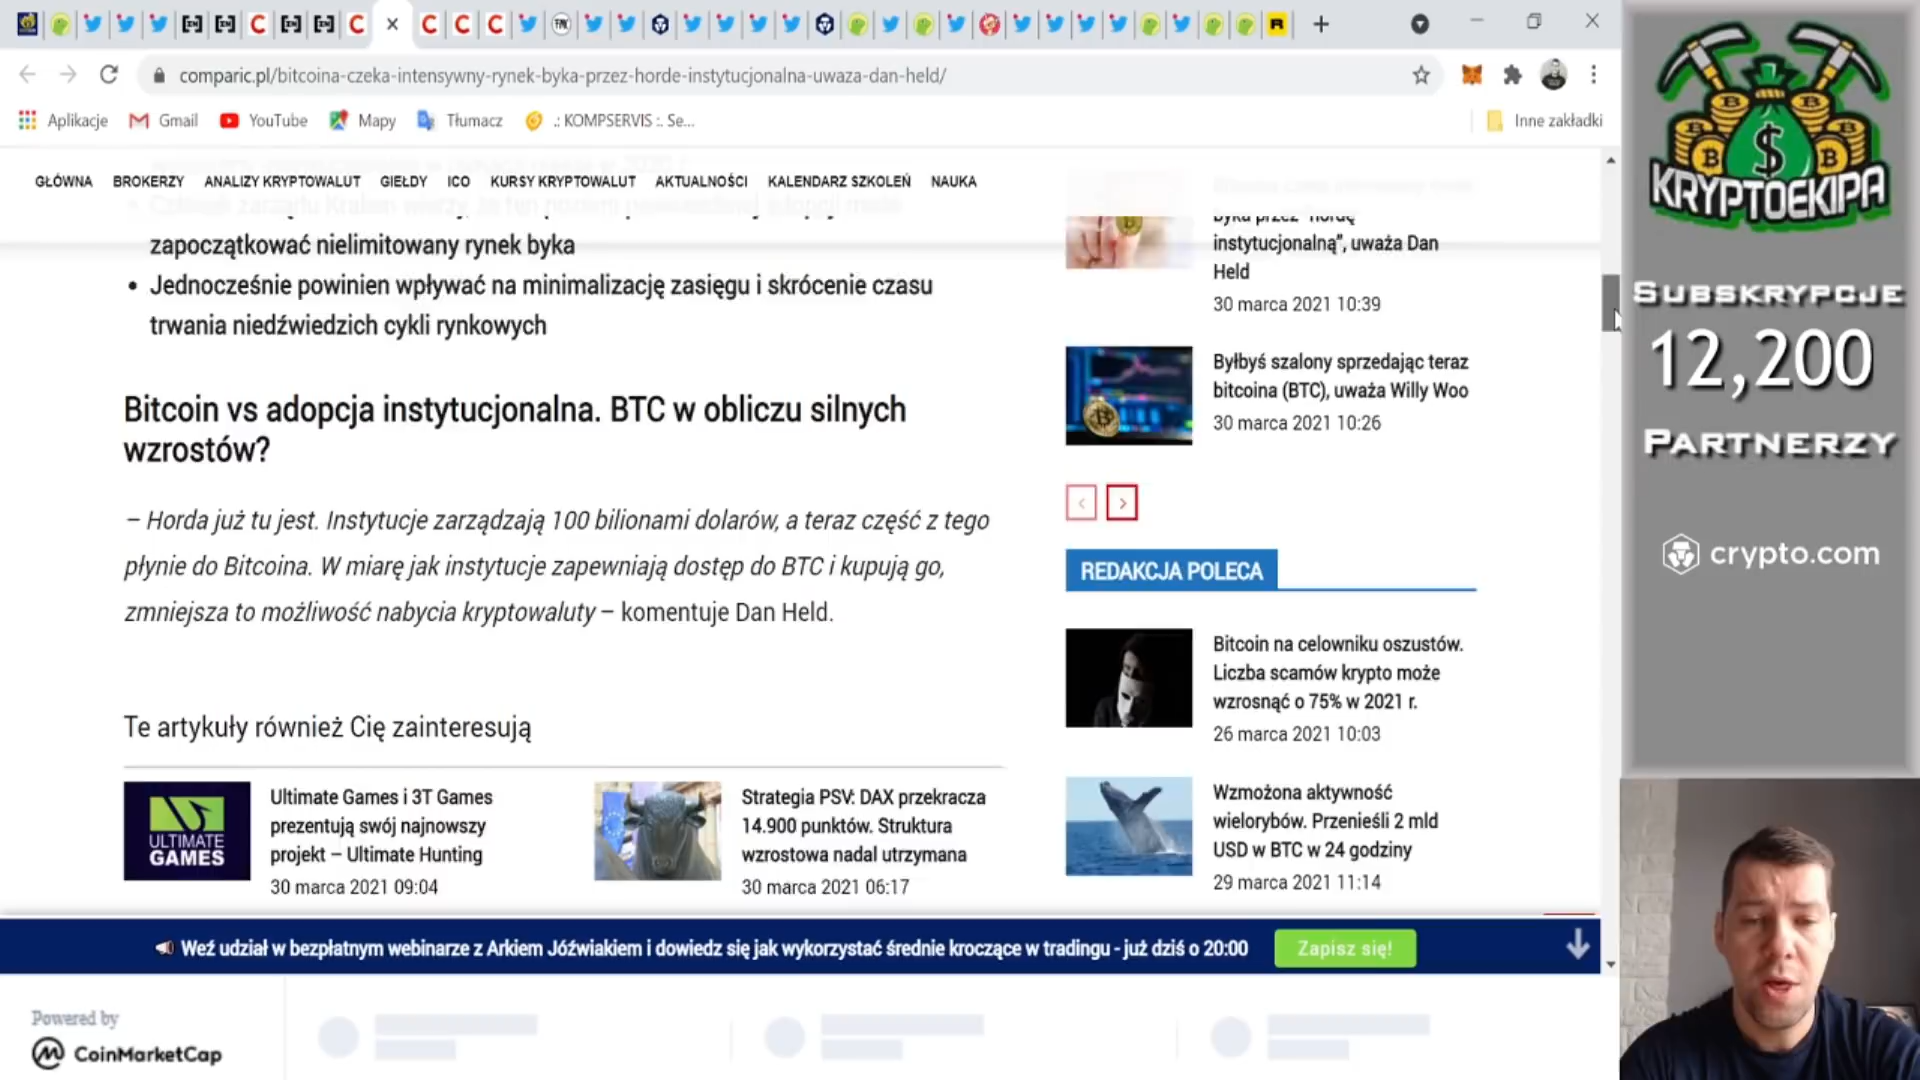 comparic.pl/bitcoina-czeka-intensywny-rynek-byka-przez-horde-instytucjonalna-uwaza-dan-held/
Aplikacje
Gmail
YouTube
Mapy
Tłumacz
.: KOMPSERVIS :. Se...
Inne zakładki
GŁÓWNA
BROKERZY
ANALIZY KRYPTOWALUT
GIEŁDY
ICO
KURSY KRYPTOWALUT
AKTUALNOŚCI
KALENDARZ SZKOLEŃ
NAUKA
zapoczątkować nielimitowany rynek byka
• Jednocześnie powinien wpływać na minimalizację zasięgu i skrócenie czasu
trwania niedźwiedzich cykli rynkowych
Bitcoin vs adopcja instytucjonalna. BTC w obliczu silnych
wzrostów?
– Horda już tu jest. Instytucje zarządzają 100 bilionami dolarów, a teraz część z tego
płynie do Bitcoina. W miarę jak instytucje zapewniają dostęp do BTC i kupują go,
zmniejsza to możliwość nabycia kryptowaluty – komentuje Dan Held.
Te artykuły również Cię zainteresują
ULTIMATE
GAMES
Ultimate Games i 3T Games
prezentują swój najnowszy
projekt – Ultimate Hunting
30 marca 2021 09:04
Strategia PSV: DAX przekracza
14.900 punktów. Struktura
wzrostowa nadal utrzymana
30 marca 2021 06:17
byka przez "hordę
instytucjonalną", uważa Dan
Held
30 marca 2021 10:39
Byłbyś szalony sprzedając teraz
bitcoina (BTC), uważa Willy Woo
30 marca 2021 10:26
REDAKCJA POLECA
Bitcoin na celowniku oszustów.
Liczba scamów krypto może
wzrosnąć o 75% w 2021 r.
26 marca 2021 10:03
Wzmożona aktywność
wielorybów. Przenieśli 2 mld
USD w BTC w 24 godziny
29 marca 2021 11:14
Weź udział w bezpłatnym webinarze z Arkiem Jóźwiakiem i dowiedz się jak wykorzystać średnie kroczące w tradingu - już dziś o 20:00
Zapisz się!
Powered by
CoinMarketCap
KRYPTOEKIPA
SUBSKRYPCJE
12,200
PARTNERZY
crypto.com